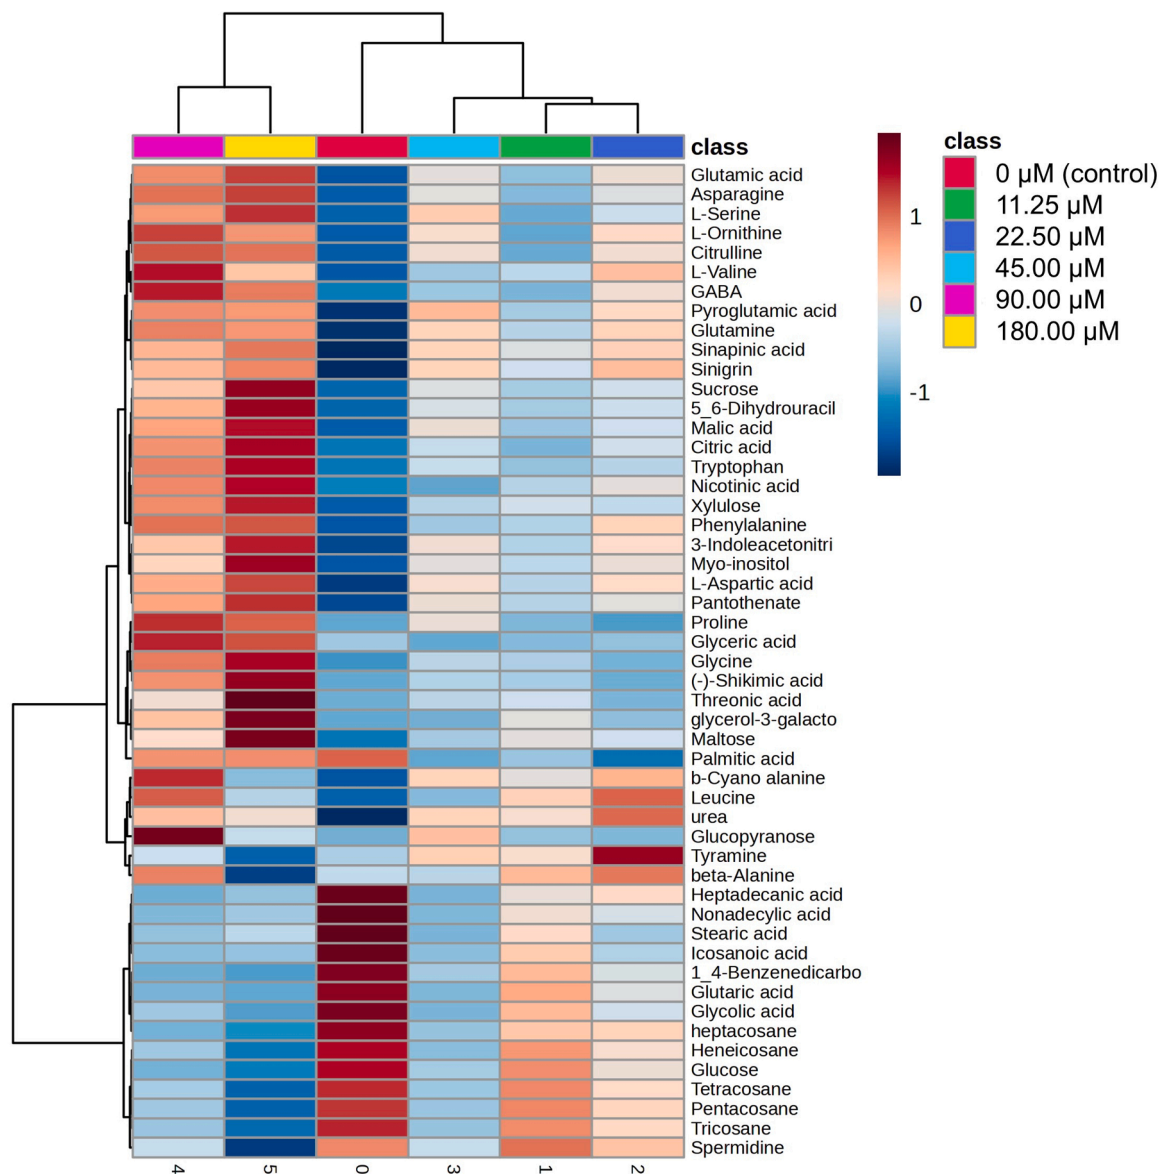 class
Glutamic acid
Asparagine
L-Serine
L-Ornithine
Citrulline
L-Valine
GABA
Pyroglutamic acid
Glutamine
Sinapinic acid
Sinigrin
Sucrose
5_6-Dihydrouracil
Malic acid
Citric acid
Tryptophan
Nicotinic acid
Xylulose
Phenylalanine
3-Indoleacetonitri
Myo-inositol
L-Aspartic acid
Pantothenate
Proline
Glyceric acid
Glycine
(-)-Shikimic acid
Threonic acid
glycerol-3-galacto
Maltose
Palmitic acid
b-Cyano alanine
Leucine
urea
Glucopyranose
Tyramine
beta-Alanine
Heptadecanic acid
Nonadecylic acid
Stearic acid
Icosanoic acid
1_4-Benzenedicarbo
Glutaric acid
Glycolic acid
heptacosane
Heneicosane
Glucose
Tetracosane
Pentacosane
Tricosane
Spermidine
4 5 0 3 1 2
1
0
-1
class
0 µM (control)
11.25 µM
22.50 µM
45.00 µM
90.00 µM
180.00 µM